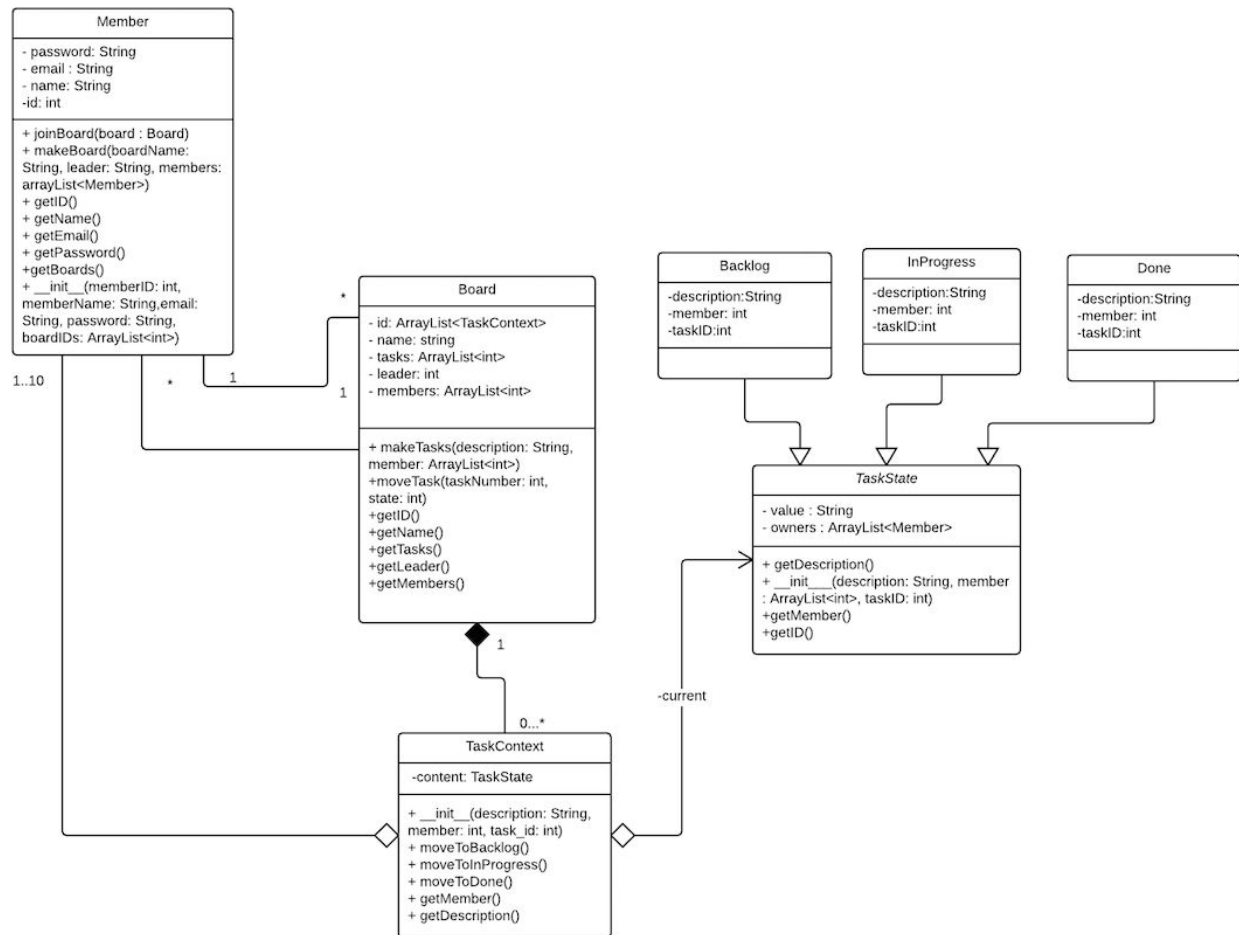 Member
- password: String
- email : String
- name: String
-id: int
+ joinBoard(board : Board)
+ makeBoard(boardName:
String, leader: String, members:
arrayList<Member>)
+ getID()
+ getName()
+ getEmail()
+ getPassword()
+getBoards()
+ __init__(memberID: int,
memberName: String,email:
String, password: String,
boardIDs: ArrayList<int>)
1..10
*
1
*
1
Board
- id: ArrayList<TaskContext>
- name: string
- tasks: ArrayList<int>
- leader: int
- members: ArrayList<int>
+ makeTasks(description: String,
member: ArrayList<int>)
+moveTask(taskNumber: int,
state: int)
+getID()
+getName()
+getTasks()
+getLeader()
+getMembers()
1
0...*
Backlog
-description:String
-member: int
-taskID:int
InProgress
-description:String
-member: int
-taskID:int
Done
-description:String
-member: int
-taskID:int
TaskState
- value : String
- owners : ArrayList<Member>
+ getDescription()
+ __init___(description: String, member
: ArrayList<int>, taskID: int)
+getMember()
+getID()
-current
TaskContext
-content: TaskState
+ __init__(description: String,
member: int, task_id: int)
+ moveToBacklog()
+ moveToInProgress()
+ moveToDone()
+ getMember()
+ getDescription()